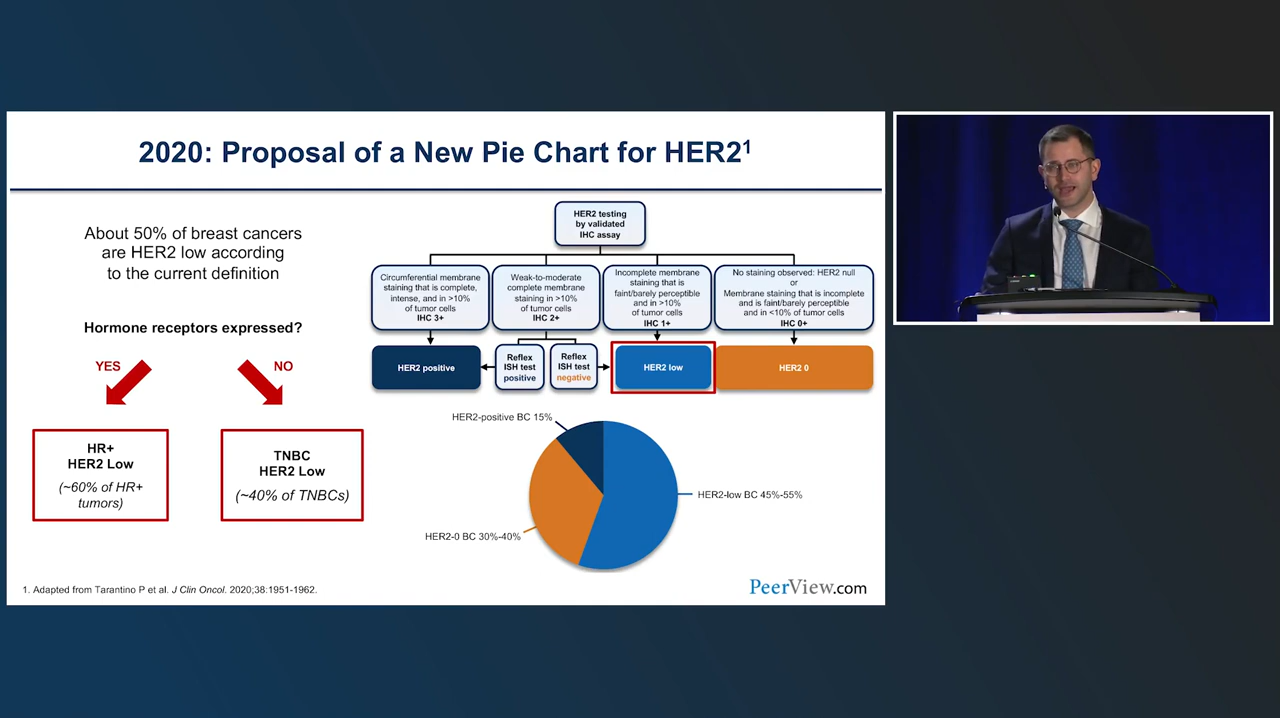 2020: Proposal of a New Pie Chart for HER2¹
About 50% of breast cancers
are HER2 low according
to the current definition
Hormone receptors expressed?
YES
NO
HR+
HER2 Low
(~60% of HR+
tumors)
TNBC
HER2 Low
(~40% of TNBCs)
HER2 testing
by validated
IHC assay
Circumferential membrane
staining that is complete,
intense, and in >10%
of tumor cells
IHC 3+
Weak-to-moderate
complete membrane
staining in >10%
of tumor cells
IHC 2+
Incomplete membrane
staining that is
faint/barely perceptible
and in >10%
of tumor cells
IHC 1+
No staining observed: HER2 null
or
Membrane staining that is incomplete
and is faint/barely perceptible
and in <10% of tumor cells
IHC 0+
HER2 positive
Reflex
ISH test
positive
Reflex
ISH test
negative
HER2 low
HER2 0
HER2-positive BC 15%
HER2-low BC 45%-55%
HER2-0 BC 30%-40%
1. Adapted from Tarantino P et al. J Clin Oncol. 2020;38:1951-1962.
PeerView.com